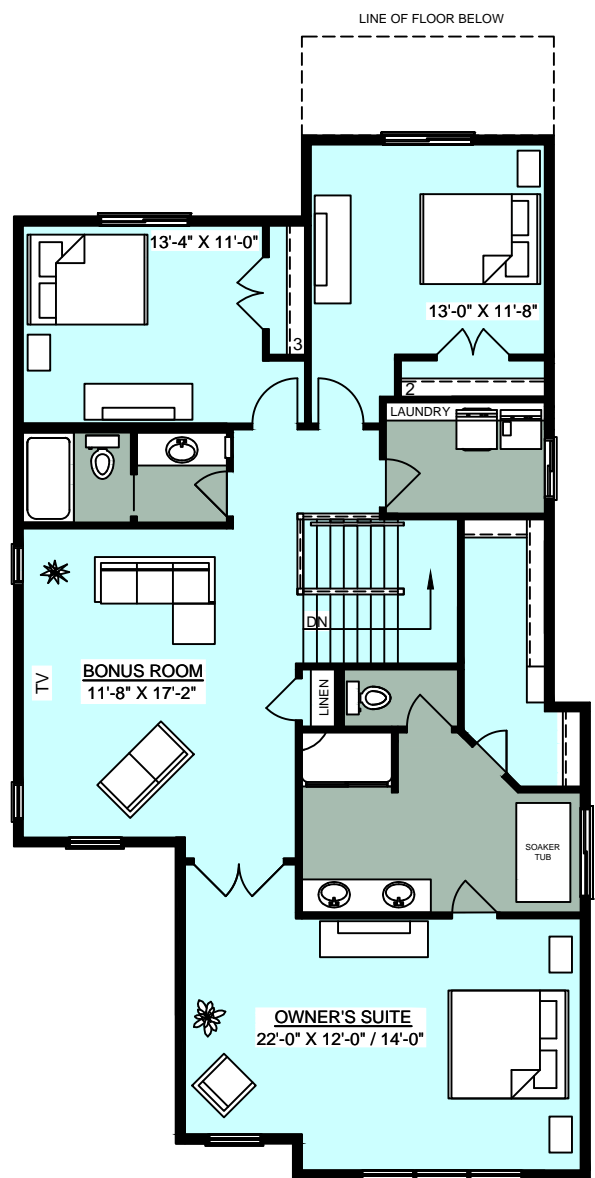 LINE OF FLOOR BELOW
13'-4" X 11'-0"
13'-0" X 11'-8"
3
2
LAUNDRY
DN
BONUS ROOM
11'-8" X 17'-2"
TV
LINEN
SOAKER
TUB
OWNER'S SUITE
22'-0" X 12'-0" / 14'-0"